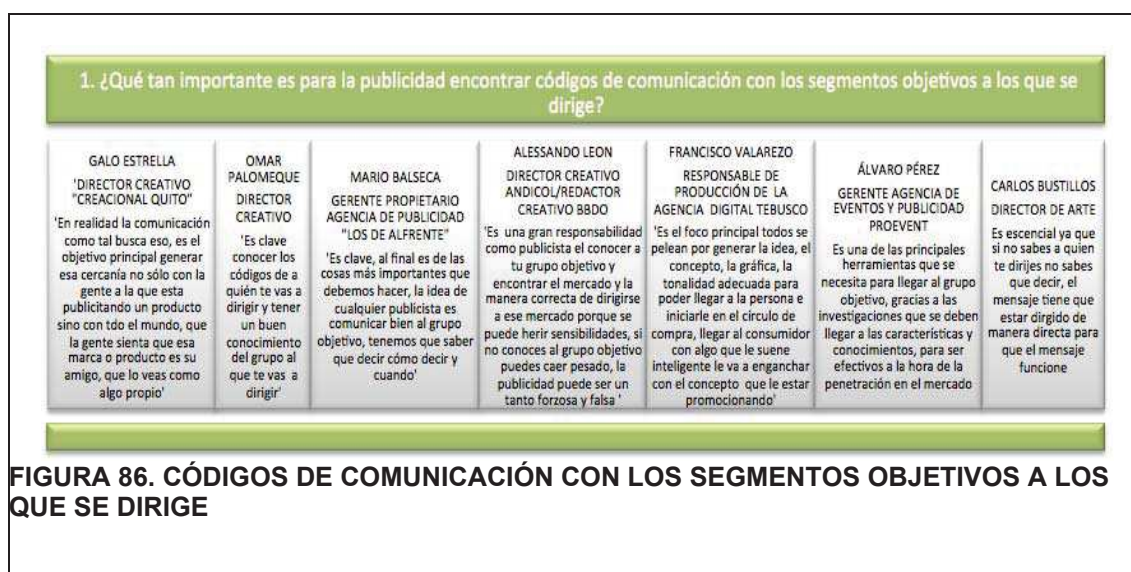 1. ¿Qué tan importante es para la publicidad encontrar códigos de comunicación con los segmentos objetivos a los que se
dirige?
GALO ESTRELLA
'DIRECTOR CREATIVO
"CREACIONAL QUITO"
'En realidad la comunicación
como tal busca eso, es el
objetivo principal generar
esa cercanía no sólo con la
gente a la que esta
publicitando un producto
sino con tdo el mundo, que
la gente sienta que esa
marca o producto es su
amigo, que lo veas como
algo propio'
OMAR
PALOMEQUE
DIRECTOR
CREATIVO
'Es clave
conocer los
códigos de a
quién te vas a
dirigir y tener
un buen
conocimiento
del grupo al
que te vas a
dirigir'
MARIO BALSECA
GERENTE PROPIETARIO
AGENCIA DE PUBLICIDAD
"LOS DE ALFRENTE"
'Es clave, al final es de las
cosas más importantes que
debemos hacer, la idea de
cualquier publicista es
comunicar bien al grupo
objetivo, tenemos que saber
que decir cómo decir y
cuando'
ALESSANDO LEON
DIRECTOR CREATIVO
ANDICOL/REDACTOR
CREATIVO BBDO
'Es una gran responsabilidad
como publicista el conocer a
tu grupo objetivo y
encontrar el mercado y la
manera correcta de dirigirse
a ese mercado porque se
puede herir sensibilidades, si
no conoces al grupo objetivo
puedes caer pesado, la
publicidad puede ser un
tanto forzosa y falsa '
FRANCISCO VALAREZO
RESPONSABLE DE
PRODUCCIÓN DE LA
AGENCIA DIGITAL TEBUSCO
'Es el foco principal todos se
pelean por generar la idea, el
concepto, la gráfica, la
tonalidad adecuada para
poder llegar a la persona e
iniciarle en el círculo de
compra, llegar al consumidor
con algo que le suene
inteligente le va a enganchar
con el concepto que le estar
promocionando'
ÁLVARO PÉREZ
GERENTE AGENCIA DE
EVENTOS Y PUBLICIDAD
PROEVENT
Es una de las principales
herramientas que se
necesita para llegar al grupo
objetivo, gracias a las
investigaciones que se deben
llegar a las características y
conocimientos, para ser
efectivos a la hora de la
penetración en el mercado
CARLOS BUSTILLOS
DIRECTOR DE ARTE
Es escencial ya que
si no sabes a quien
te dirijes no sabes
que decir, el
mensaje tiene que
estar dirgido de
manera directa para
que el mensaje
funcione
FIGURA 86. CÓDIGOS DE COMUNICACIÓN CON LOS SEGMENTOS OBJETIVOS A LOS
QUE SE DIRIGE